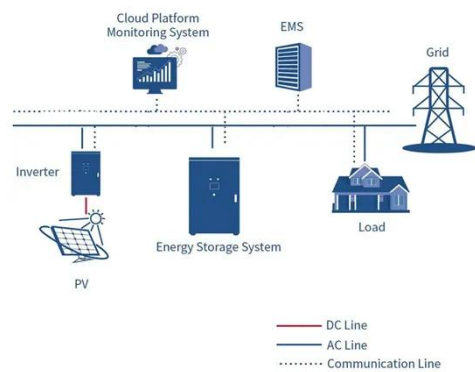 Cloud Platform
Monitoring System
EMS
Grid
Inverter
Energy Storage System
Load
PV
DC Line
AC Line
Communication Line